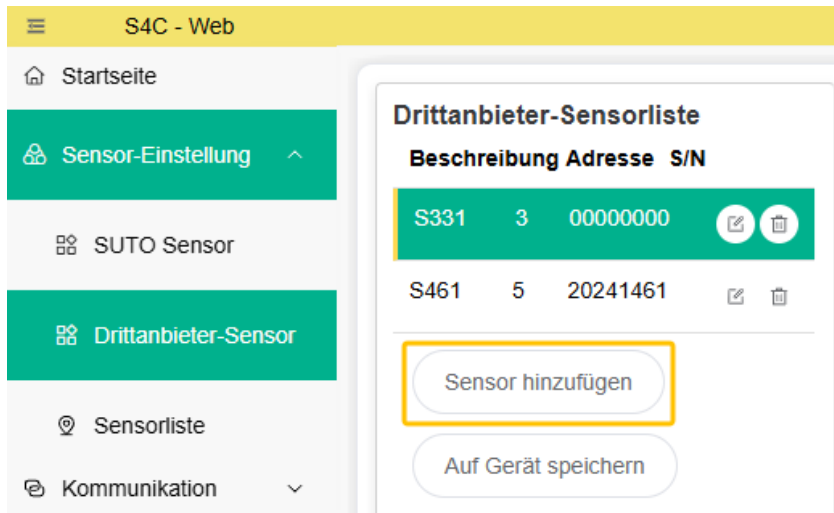 S4C - Web
Startseite
Sensor-Einstellung
SUTO Sensor
Drittanbieter-Sensor
Sensorliste
Kommunikation
Drittanbieter-Sensorliste
Beschreibung Adresse S/N
S331 3 00000000
S461 5 20241461
Sensor hinzufügen
Auf Gerät speichern